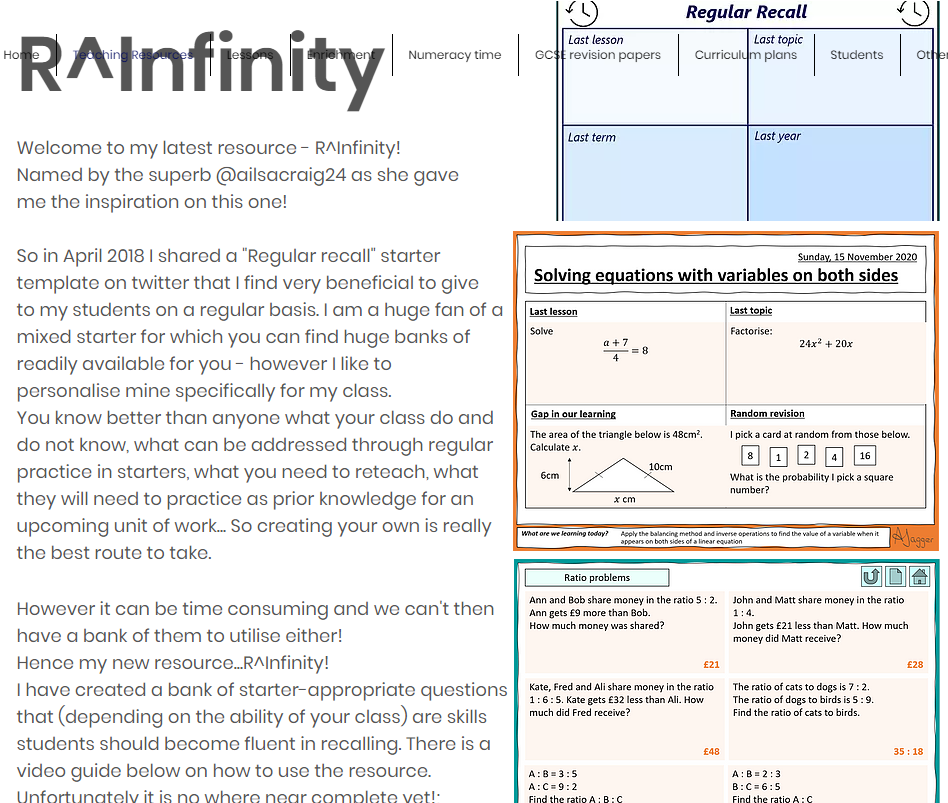 R^Infinity
Home
Teaching Resources
Lessons
Enrichment
Numeracy time
GCSE revision papers
Curriculum plans
Students
Other
Welcome to my latest resource - R^Infinity!
Named by the superb @ailsacraig24 as she gave
me the inspiration on this one!
So in April 2018 I shared a "Regular recall" starter
template on twitter that I find very beneficial to give
to my students on a regular basis. I am a huge fan of a
mixed starter for which you can find huge banks of
readily available for you - however I like to
personalise mine specifically for my class.
You know better than anyone what your class do and
do not know, what can be addressed through regular
practice in starters, what you need to reteach, what
they will need to practice as prior knowledge for an
upcoming unit of work... So creating your own is really
the best route to take.
However it can be time consuming and we can't then
have a bank of them to utilise either!
Hence my new resource...R^Infinity!
I have created a bank of starter-appropriate questions
that (depending on the ability of your class) are skills
students should become fluent in recalling. There is a
video guide below on how to use the resource.
Unfortunately it is no where near complete yet!;
Regular Recall
Last lesson
Last topic
Last term
Last year
Sunday, 15 November 2020
Solving equations with variables on both sides
Last lesson
Solve
a + 7
4
= 8
Last topic
Factorise:
24x² + 20x
Gap in our learning
The area of the triangle below is 48cm².
Calculate x.
6cm
10cm
x cm
Random revision
I pick a card at random from those below.
8 1 2 4 16
What is the probability I pick a square
number?
What are we learning today?
Apply the balancing method and inverse operations to find the value of a variable when it
appears on both sides of a linear equation
AJagger
Ratio problems
Ann and Bob share money in the ratio 5 : 2.
Ann gets £9 more than Bob.
How much money was shared?
£21
John and Matt share money in the ratio
1 : 4.
John gets £21 less than Matt. How much
money did Matt receive?
£28
Kate, Fred and Ali share money in the ratio
1 : 6 : 5. Kate gets £32 less than Ali. How
much did Fred receive?
£48
The ratio of cats to dogs is 7 : 2.
The ratio of dogs to birds is 5 : 9.
Find the ratio of cats to birds.
35 : 18
A : B = 3 : 5
A : C = 9 : 2
Find the ratio A : B : C
A : B = 2 : 3
B : C = 6 : 5
Find the ratio A : C